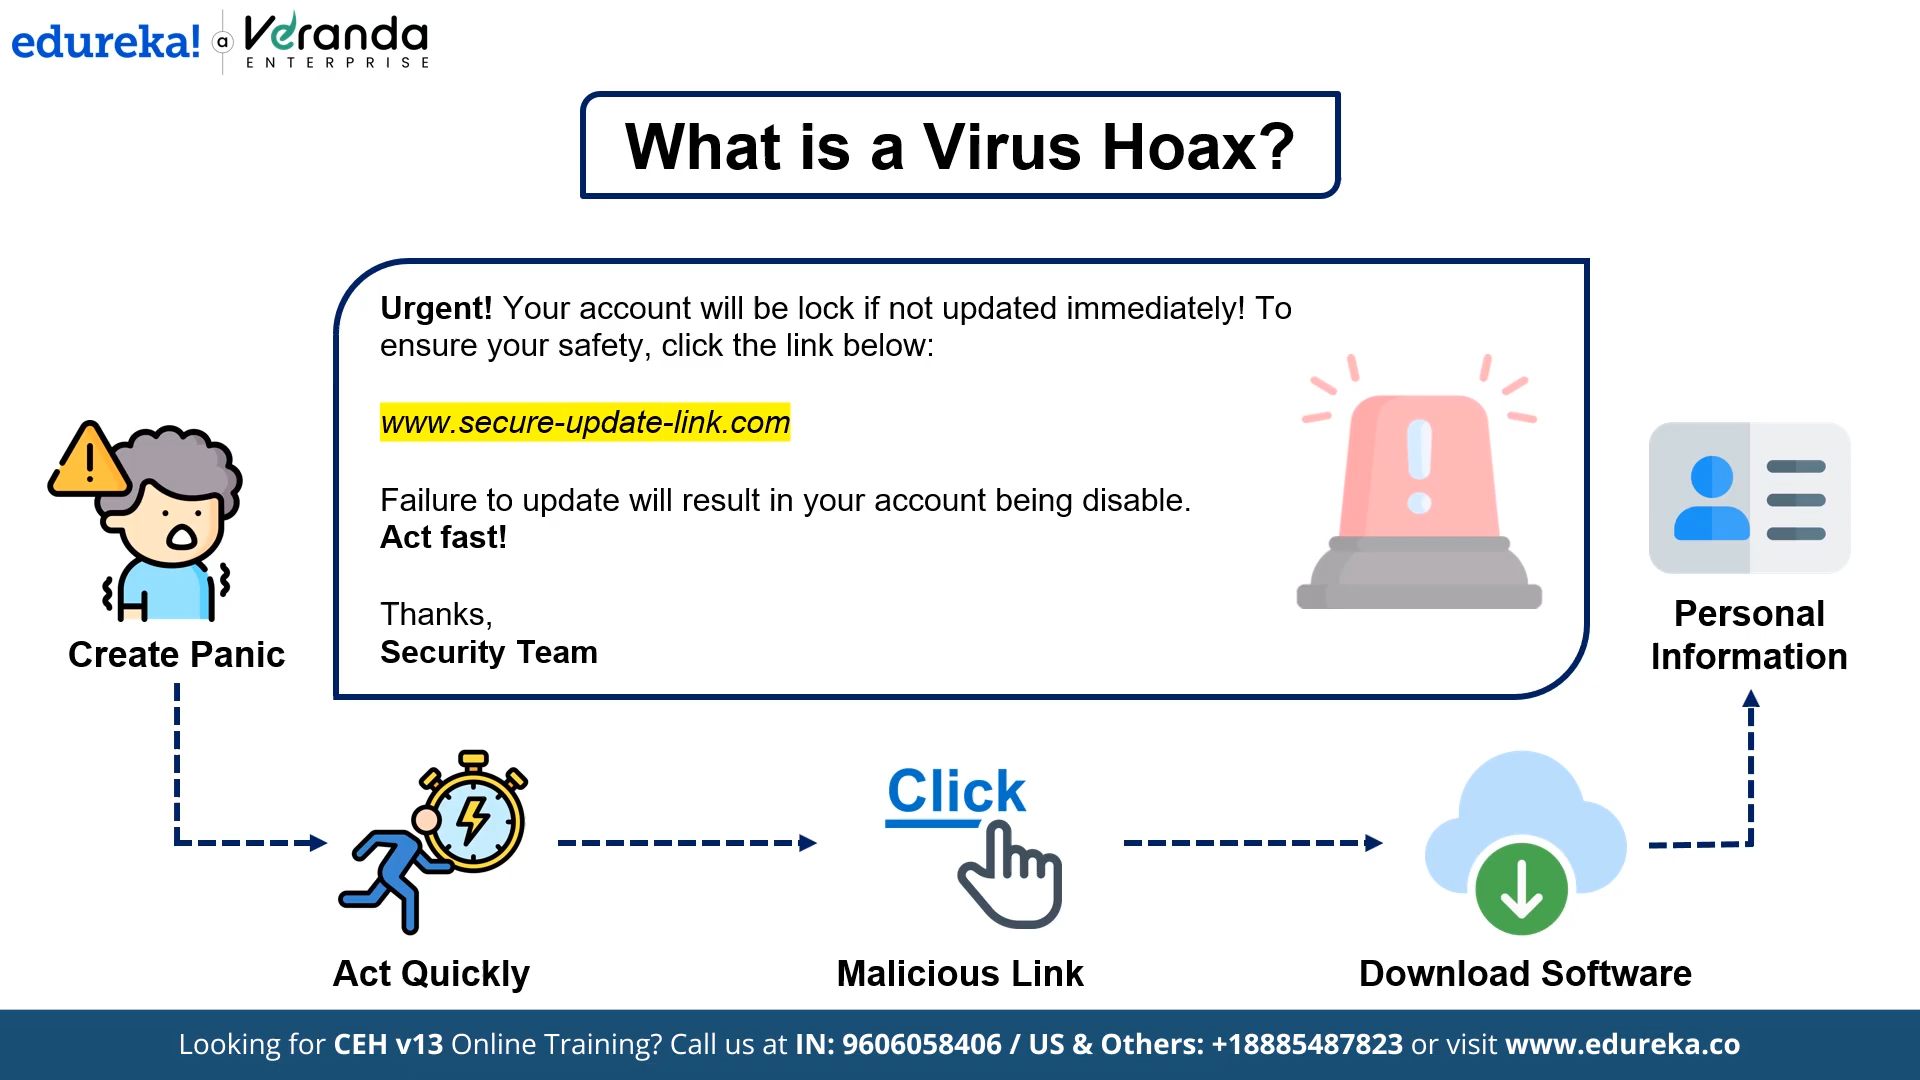 edureka! a Veranda
ENTERPRISE
What is a Virus Hoax?
Urgent! Your account will be lock if not updated immediately! To
ensure your safety, click the link below:
www.secure-update-link.com
Failure to update will result in your account being disable.
Act fast!
Thanks,
Security Team
Create Panic
Personal
Information
Click
Act Quickly
Malicious Link
Download Software
Looking for CEH v13 Online Training? Call us at IN: 9606058406 / US & Others: +18885487823 or visit www.edureka.co